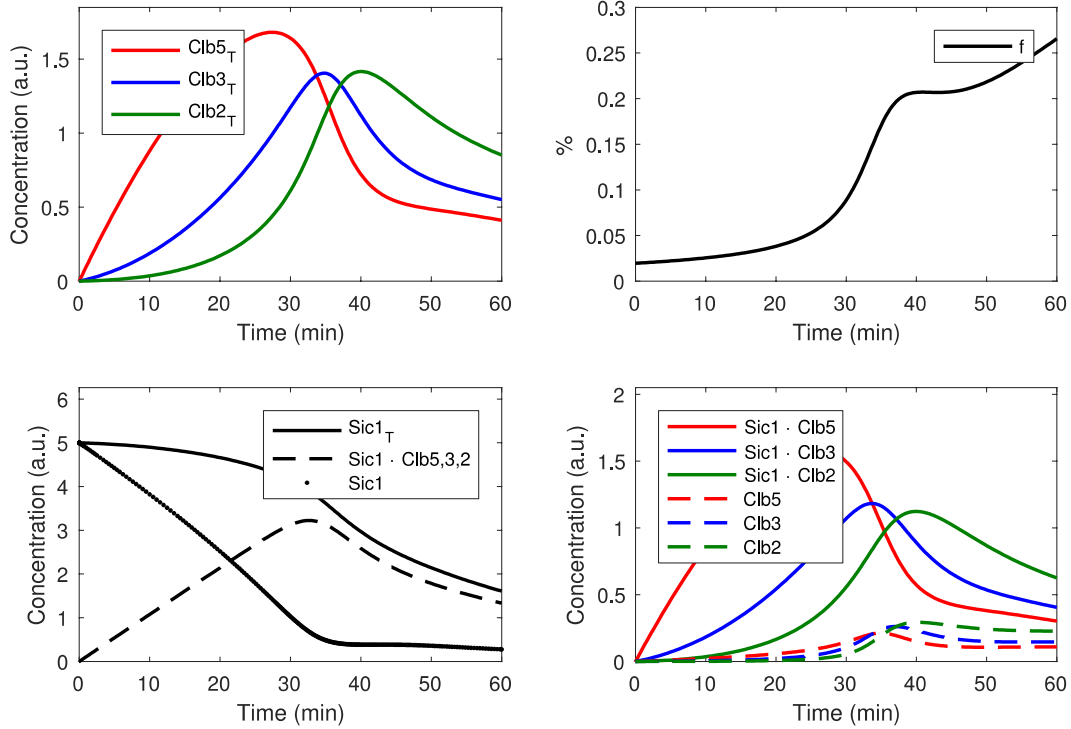 Concentration (a.u.)
1.5
1
0.5
0
Clb5T
Clb3T
Clb2T
0 10 20 30 40 50 60
Time (min)
%
0.3
0.25
0.2
0.15
0.1
0.05
0
f
0 10 20 30 40 50 60
Time (min)
Concentration (a.u.)
6
5
4
3
2
1
0
Sic1T
Sic1 · Clb5,3,2
Sic1
0 10 20 30 40 50 60
Time (min)
Concentration (a.u.)
2
1.5
1
0.5
0
Sic1 · Clb5
Sic1 · Clb3
Sic1 · Clb2
Clb5
Clb3
Clb2
0 10 20 30 40 50 60
Time (min)